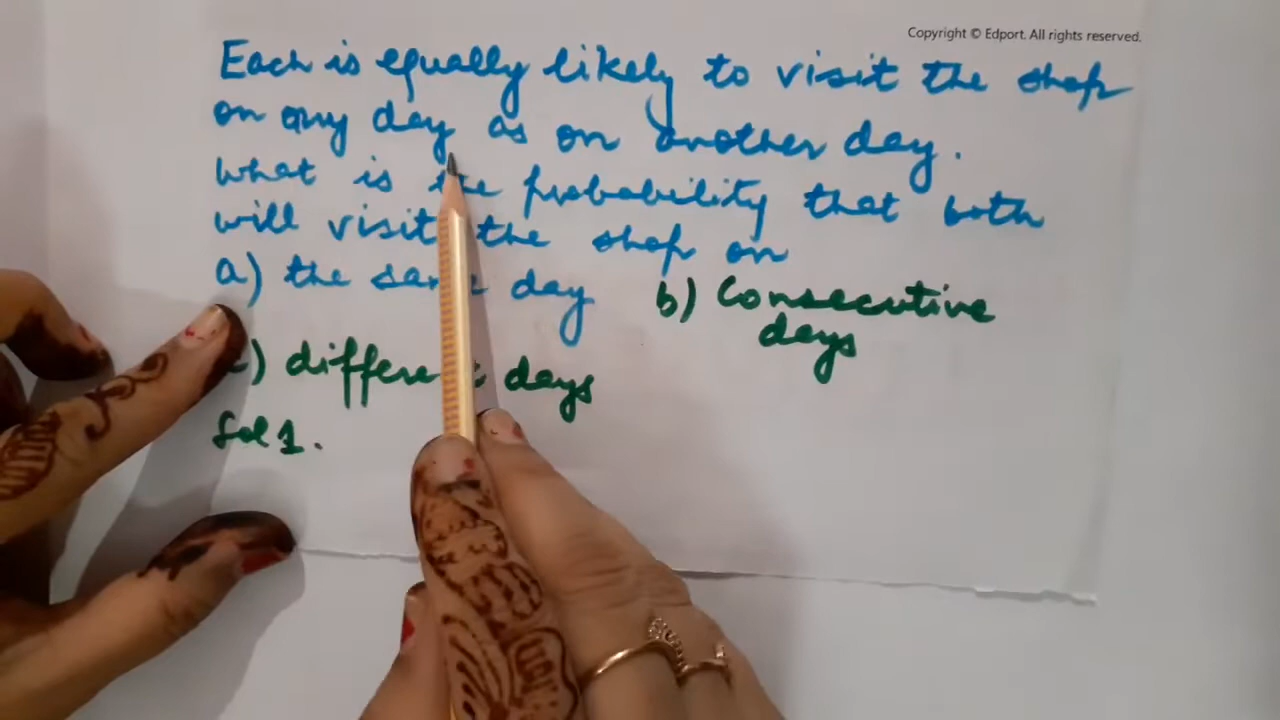 Copyright © Edport. All rights reserved.
Each is equally likely to visit the shop
on any day as on another day.
What is the probability that both
will visit the shop on
a) the same day b) Consecutive
days
) different days
Sol 1.